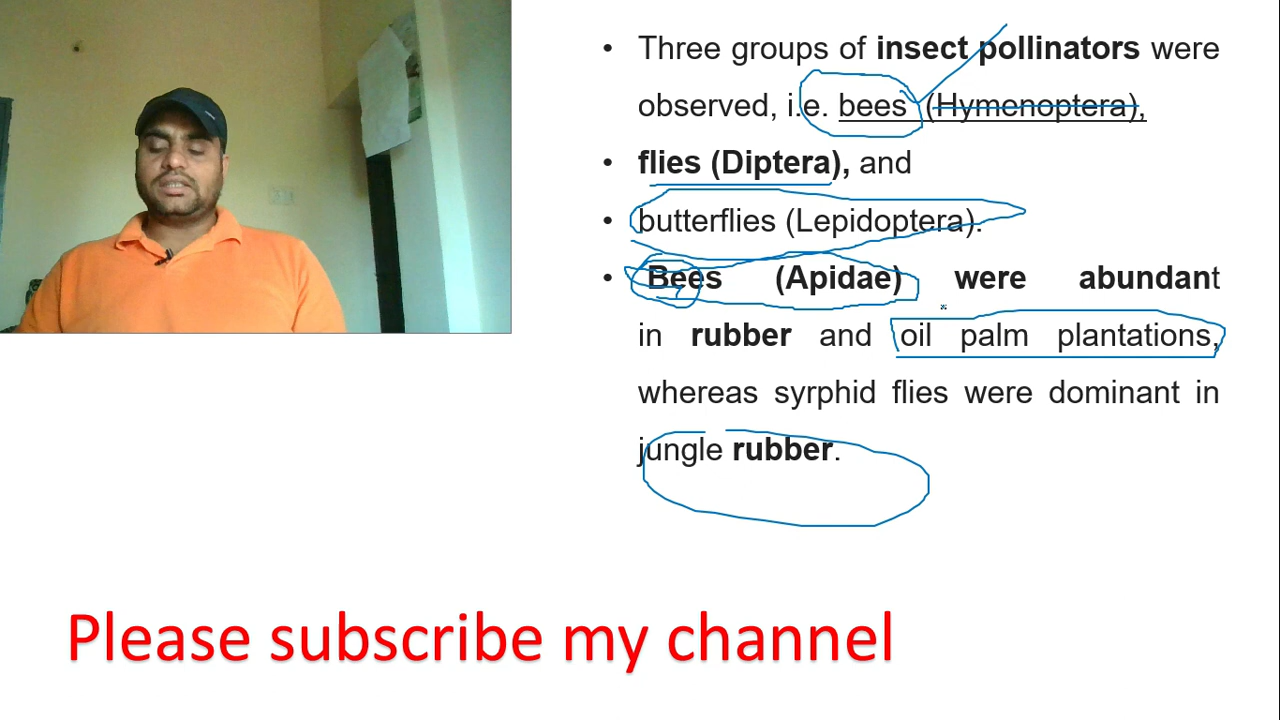 • Three groups of insect pollinators were
observed, i.e. bees (Hymenoptera),
• flies (Diptera), and
• butterflies (Lepidoptera).
• Bees (Apidae) were abundant
in rubber and oil palm plantations,
whereas syrphid flies were dominant in
jungle rubber.
Please subscribe my channel